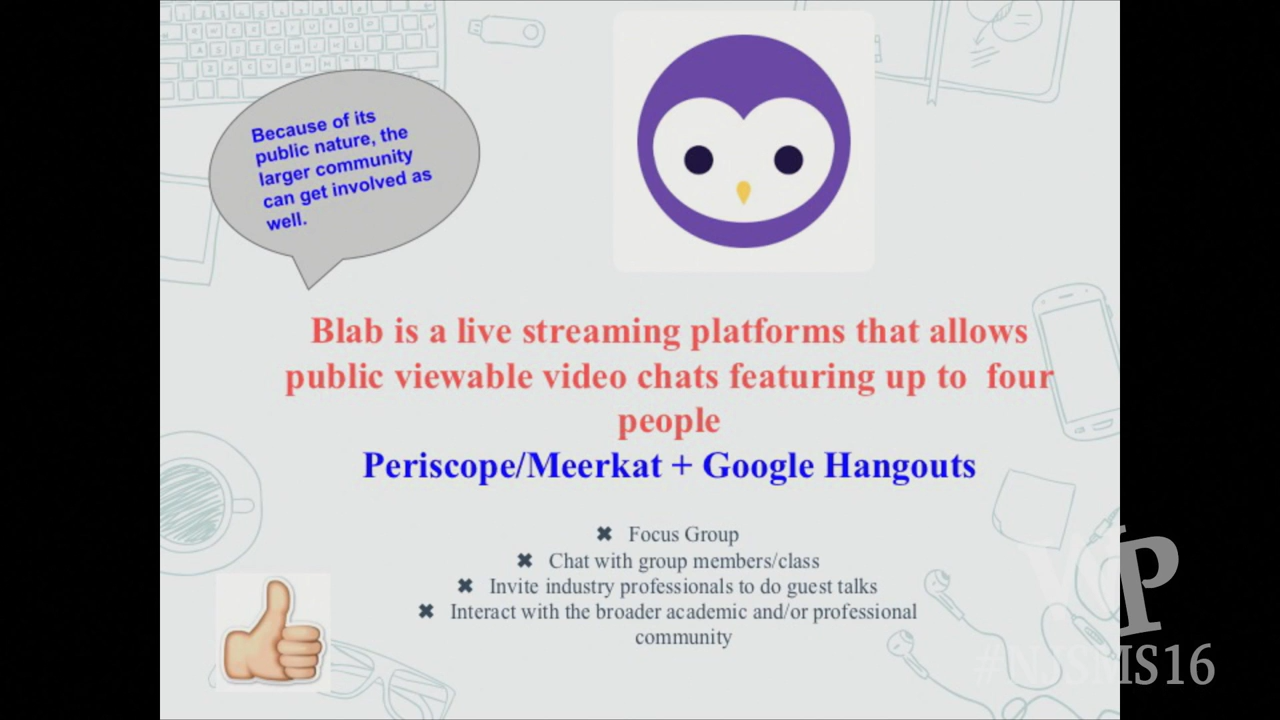 Because of its
public nature, the
larger community
can get involved as
well.
Blab is a live streaming platforms that allows
public viewable video chats featuring up to four
people
Periscope/Meerkat + Google Hangouts
✖ Focus Group
✖ Chat with group members/class
✖ Invite industry professionals to do guest talks
✖ Interact with the broader academic and/or professional
community
#NJSMS16